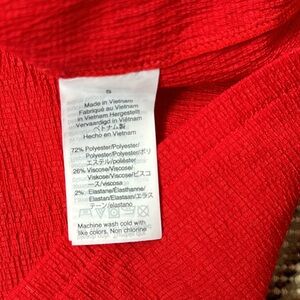 S
Made in Vietnam
Fabriqué au Vietnam
In Vietnam Hergestellt
Vervaardigd in Vietnam
ベトナム製
Hecho en Vietnam
72% Polyester/Polyester/
Polyester/Polyester/ポリ
エステル/poliéster
26% Viscose/Viscose/
Viskose/Viscose/ビスコ
ース/viscosa
2% Elastane/Élasthanne/
Elastan/Elastaan/エラス
テーン/elastano
Machine wash cold with
like colors. Non chlorine